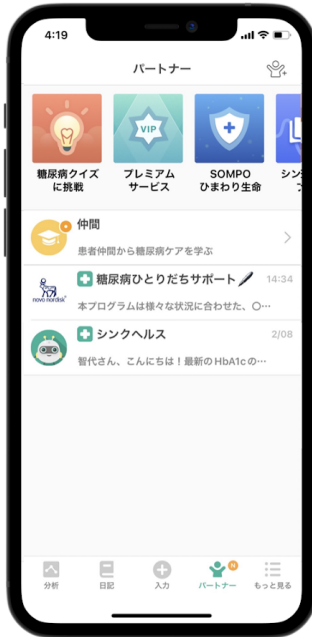 4:19
パートナー
VIP
糖尿病クイズ
に挑戦
プレミアム
サービス
SOMPO
ひまわり生命
シン
仲間
患者仲間から糖尿病ケアを学ぶ
糖尿病ひとりだちサポート 14:34
novo nordisk
本プログラムは様々な状況に合わせた、〇…
シンクヘルス 2/08
智代さん、こんにちは！最新のHbA1cの…
N
分析 日記 入力 パートナー もっと見る